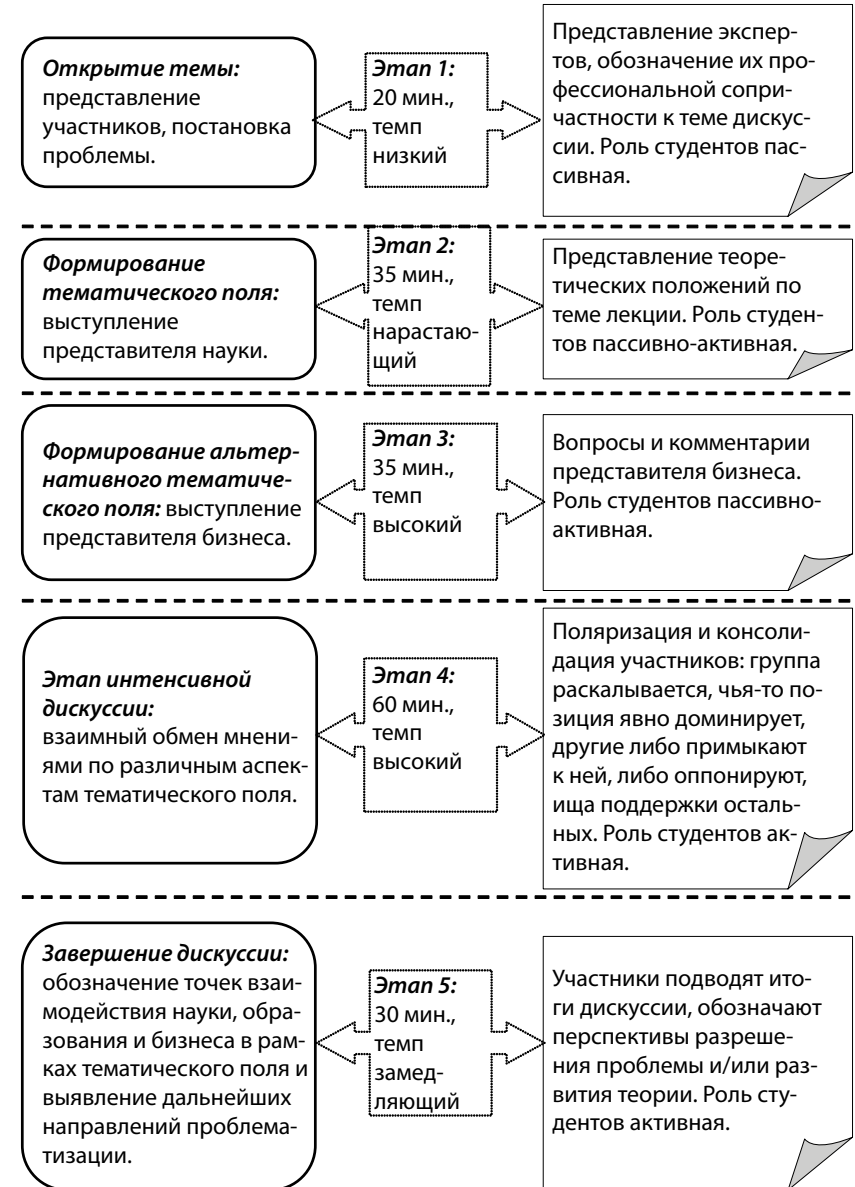 Открытие темы:
представление
участников, постановка
проблемы.
Этап 1:
20 мин.,
темп
низкий
Представление экспер-
тов, обозначение их про-
фессиональной сопри-
частности к теме дискус-
сии. Роль студентов пас-
сивная.
Формирование
тематического поля:
выступление
представителя науки.
Этап 2:
35 мин.,
темп
нарастаю-
щий
Представление теоре-
тических положений по
теме лекции. Роль студен-
тов пассивно-активная.
Формирование альтер-
нативного тематиче-
ского поля: выступление
представителя бизнеса.
Этап 3:
35 мин.,
темп
высокий
Вопросы и комментарии
представителя бизнеса.
Роль студентов пассивно-
активная.
Этап интенсивной
дискуссии:
взаимный обмен мнени-
ями по различным аспек-
там тематического поля.
Этап 4:
60 мин.,
темп
высокий
Поляризация и консоли-
дация участников: группа
раскалывается, чья-то по-
зиция явно доминирует,
другие либо примыкают
к ней, либо оппонируют,
ища поддержки осталь-
ных. Роль студентов ак-
тивная.
Завершение дискуссии:
обозначение точек взаи-
модействия науки, обра-
зования и бизнеса в рам-
ках тематического поля и
выявление дальнейших
направлений проблема-
тизации.
Этап 5:
30 мин.,
темп
замед-
ляющий
Участники подводят ито-
ги дискуссии, обозначают
перспективы разреше-
ния проблемы и/или раз-
вития теории. Роль сту-
дентов активная.